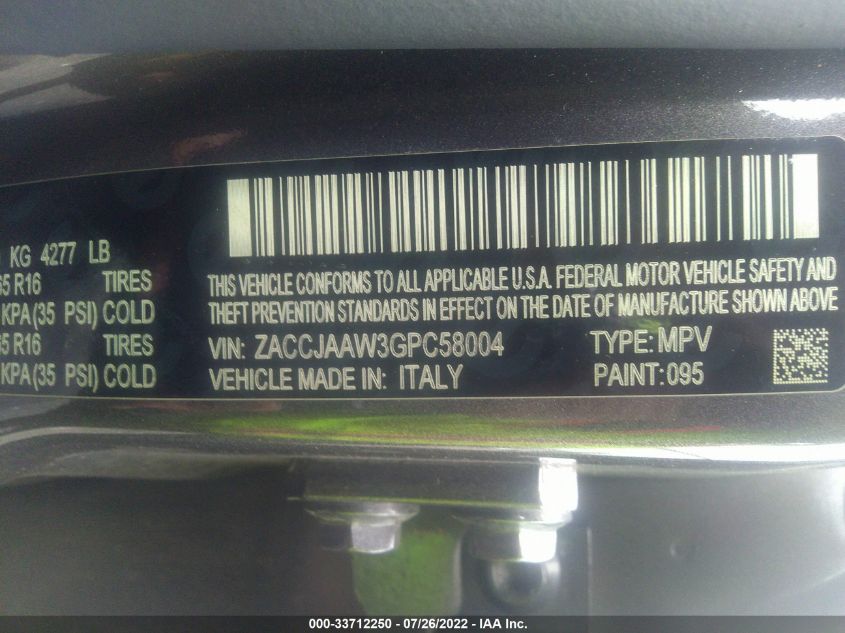 KG 4277 LB
R16 TIRES
KPA(35 PSI) COLD
R16 TIRES
KPA(35 PSI) COLD
THIS VEHICLE CONFORMS TO ALL APPLICABLE U.S.A. FEDERAL MOTOR VEHICLE SAFETY AND
THEFT PREVENTION STANDARDS IN EFFECT ON THE DATE OF MANUFACTURE SHOWN ABOVE
VIN: ZACCJAAW3GPC58004 TYPE: MPV
VEHICLE MADE IN: ITALY PAINT: 095
000-33712250 - 07/26/2022 - IAA Inc.